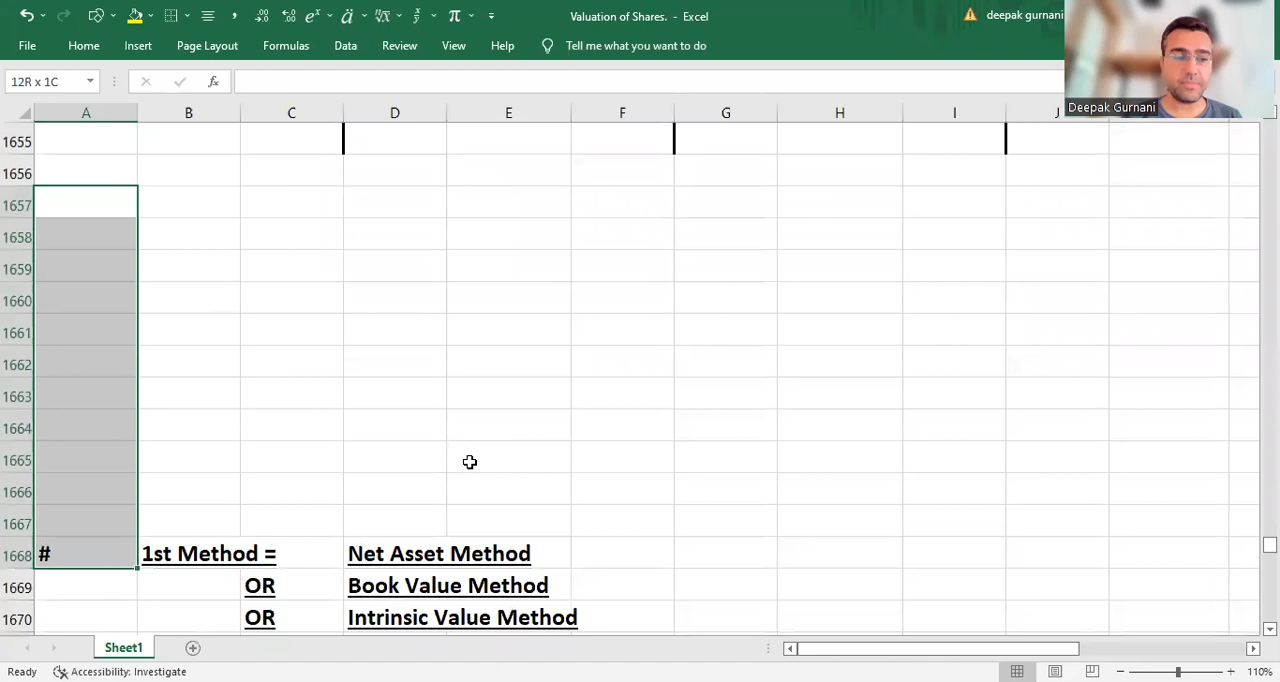 Valuation of Shares. - Excel
deepak gurnani
File Home Insert Page Layout Formulas Data Review View Help Tell me what you want to do
Deepak Gurnani
12R x 1C
A B C D E F G H I J
1655
1656
1657
1658
1659
1660
1661
1662
1663
1664
1665
1666
1667
1668 # 1st Method = Net Asset Method
1669 OR Book Value Method
1670 OR Intrinsic Value Method
Sheet1
Ready Accessibility: Investigate 110%